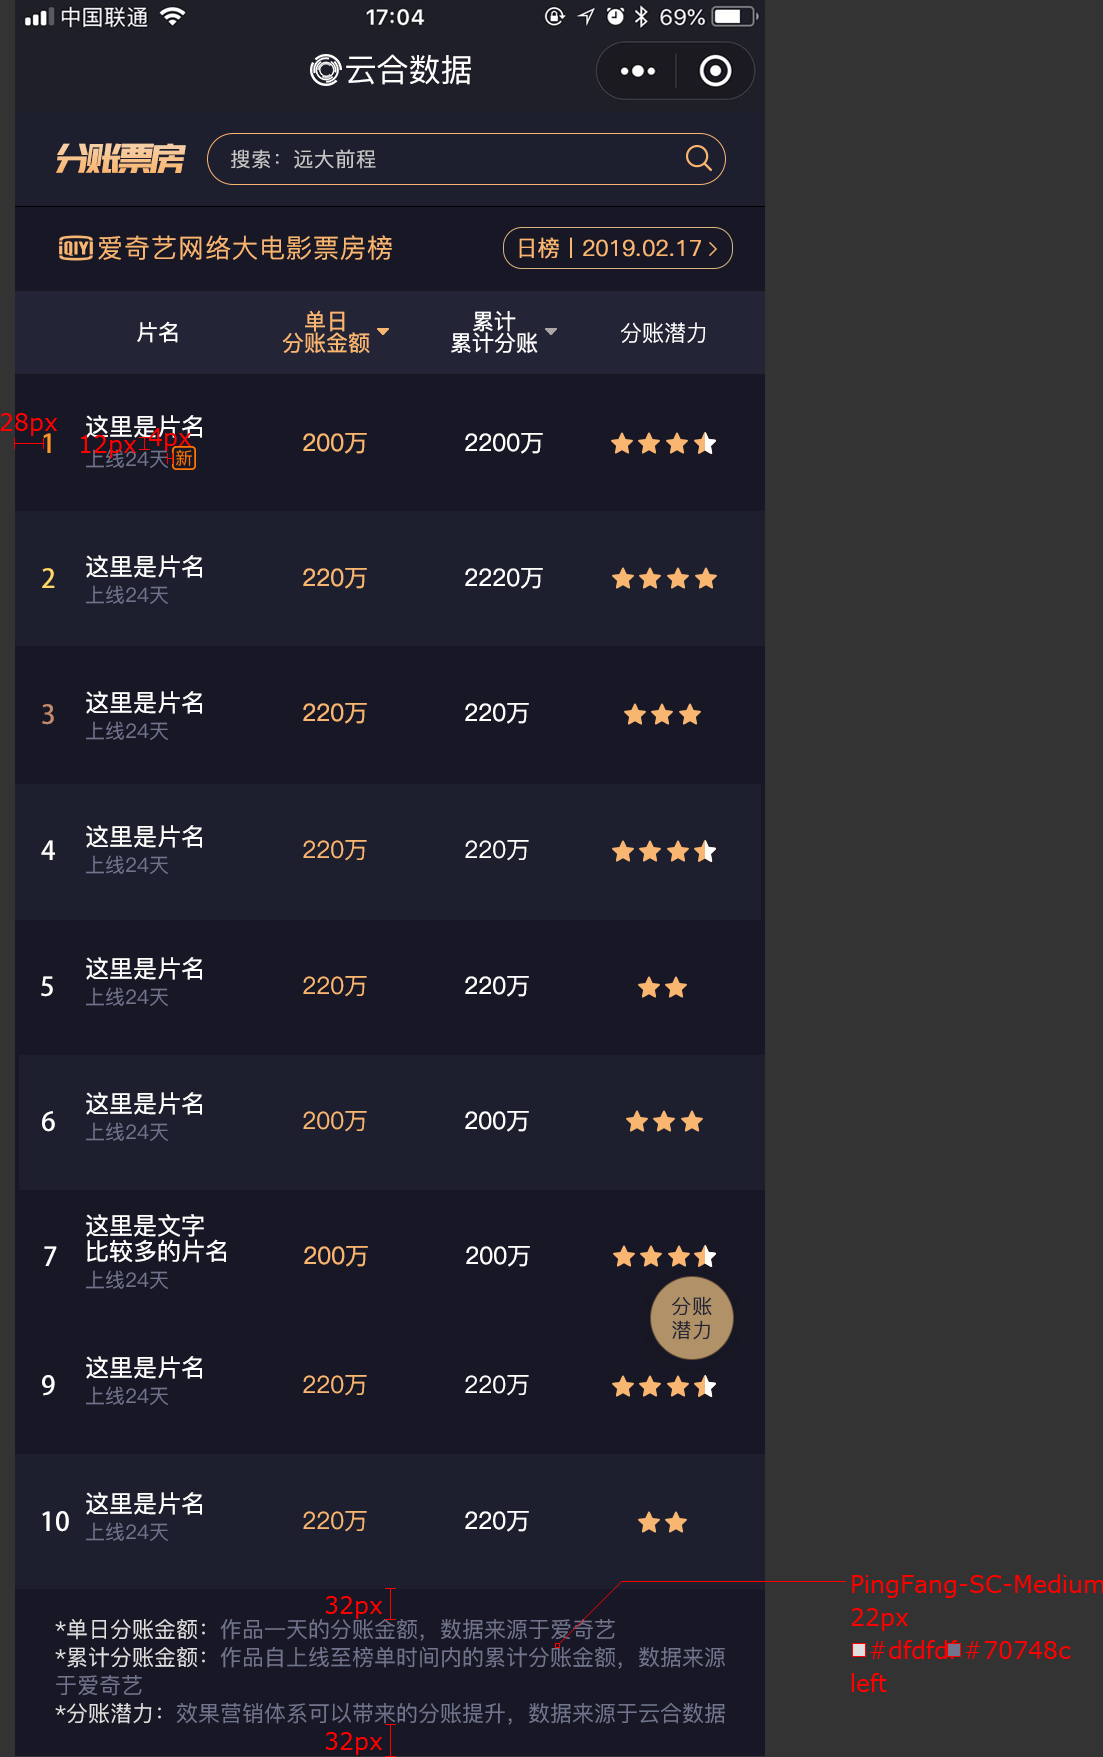 中国联通 17:04 69%
云合数据
分账票房 搜索：远大前程
iQIY 爱奇艺网络大电影票房榜 日榜 | 2019.02.17 >
片名 单日 累计 分账潜力
分账金额 累计分账
28px 1 这里是片名 200万 2200万
12px 4px
上线24天 新
2 这里是片名 220万 2220万
上线24天
3 这里是片名 220万 220万
上线24天
4 这里是片名 220万 220万
上线24天
5 这里是片名 220万 220万
上线24天
6 这里是片名 200万 200万
上线24天
7 这里是文字 200万 200万
比较多的片名
上线24天
分账
潜力
9 这里是片名 220万 220万
上线24天
10 这里是片名 220万 220万
上线24天
32px
*单日分账金额：作品一天的分账金额，数据来源于爱奇艺
*累计分账金额：作品自上线至榜单时间内的累计分账金额，数据来源
于爱奇艺
*分账潜力：效果营销体系可以带来的分账提升，数据来源于云合数据
32px
PingFang-SC-Medium
22px
#dfdfdf #70748c
left